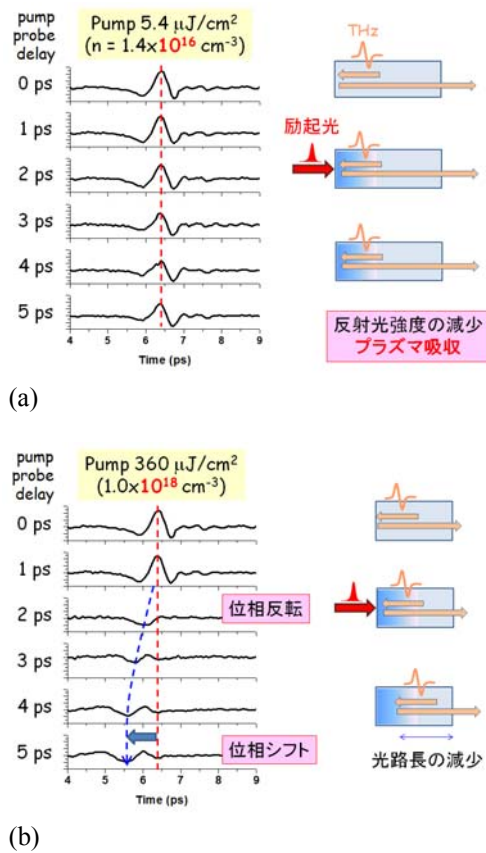 pump
probe
delay
Pump 5.4 μJ/cm²
(n = 1.4x10¹⁶ cm⁻³)
THz
0 ps
1 ps
励起光
2 ps
3 ps
4 ps
5 ps
4 5 6 7 8 9
Time (ps)
反射光強度の減少
プラズマ吸収
(a)
pump
probe
delay
Pump 360 μJ/cm²
(1.0x10¹⁸ cm⁻³)
0 ps
1 ps
2 ps
位相反転
3 ps
4 ps
5 ps
位相シフト
4 5 6 7 8 9
Time (ps)
光路長の減少
(b)